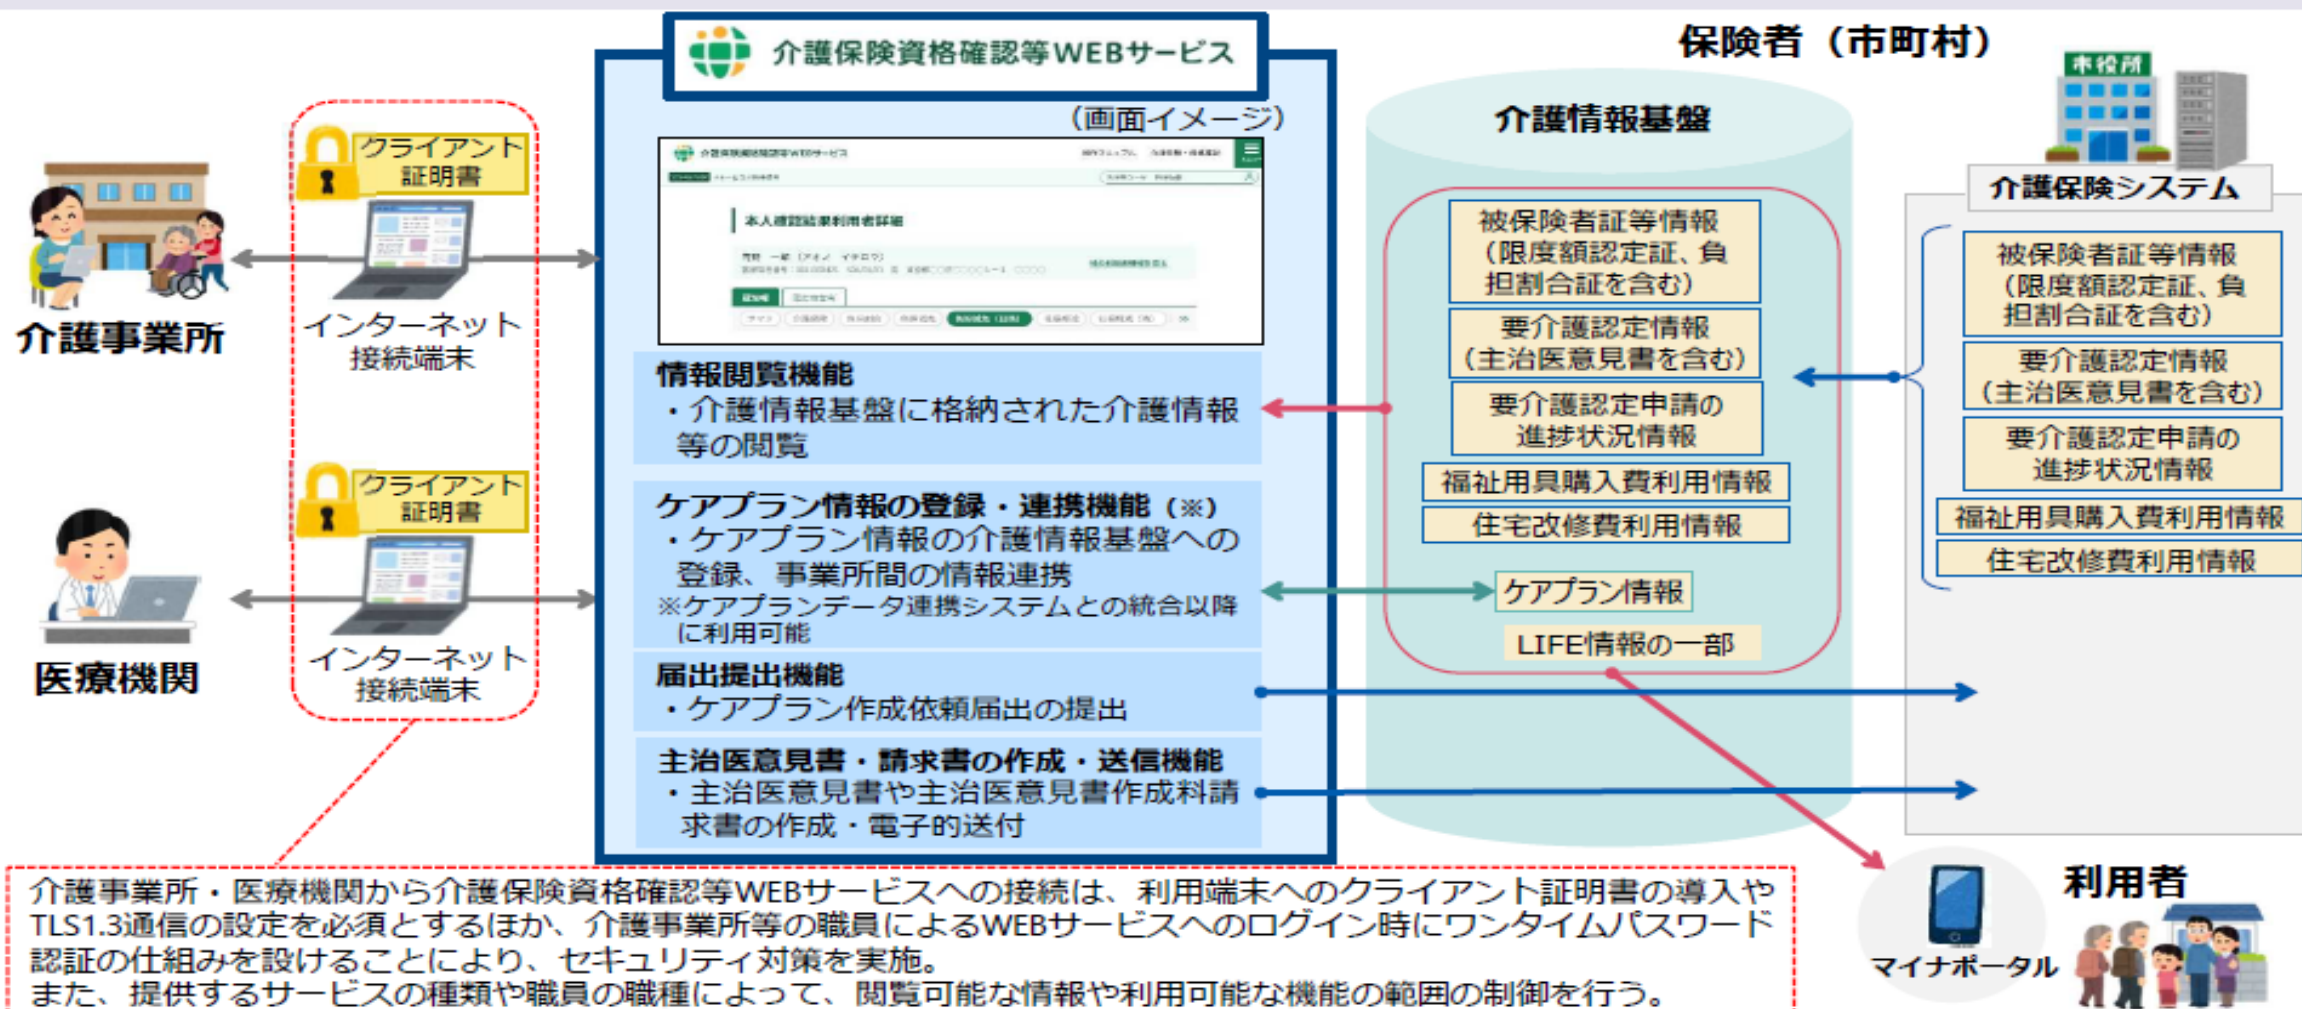 介護保険資格確認等WEBサービス
(画面イメージ)
介護保険資格確認等WEBサービス
本人確認結果利用者詳細
クライアント
証明書
介護事業所
インターネット
接続端末
クライアント
証明書
医療機関
インターネット
接続端末
情報閲覧機能
・介護情報基盤に格納された介護情報
等の閲覧
ケアプラン情報の登録・連携機能(※)
・ケアプラン情報の介護情報基盤への
登録、事業所間の情報連携
※ケアプランデータ連携システムとの統合以降
に利用可能
届出提出機能
・ケアプラン作成依頼届出の提出
主治医意見書・請求書の作成・送信機能
・主治医意見書や主治医意見書作成料請
求書の作成・電子的送付
保険者(市町村)
介護情報基盤
被保険者証等情報
(限度額認定証、負
担割合証を含む)
要介護認定情報
(主治医意見書を含む)
要介護認定申請の
進捗状況情報
福祉用具購入費利用情報
住宅改修費利用情報
ケアプラン情報
LIFE情報の一部
市役所
介護保険システム
被保険者証等情報
(限度額認定証、負
担割合証を含む)
要介護認定情報
(主治医意見書を含む)
要介護認定申請の
進捗状況情報
福祉用具購入費利用情報
住宅改修費利用情報
介護事業所・医療機関から介護保険資格確認等WEBサービスへの接続は、利用端末へのクライアント証明書の導入や
TLS1.3通信の設定を必須とするほか、介護事業所等の職員によるWEBサービスへのログイン時にワンタイムパスワード
認証の仕組みを設けることにより、セキュリティ対策を実施。
また、提供するサービスの種類や職員の職種によって、閲覧可能な情報や利用可能な機能の範囲の制御を行う。
利用者
マイナポータル